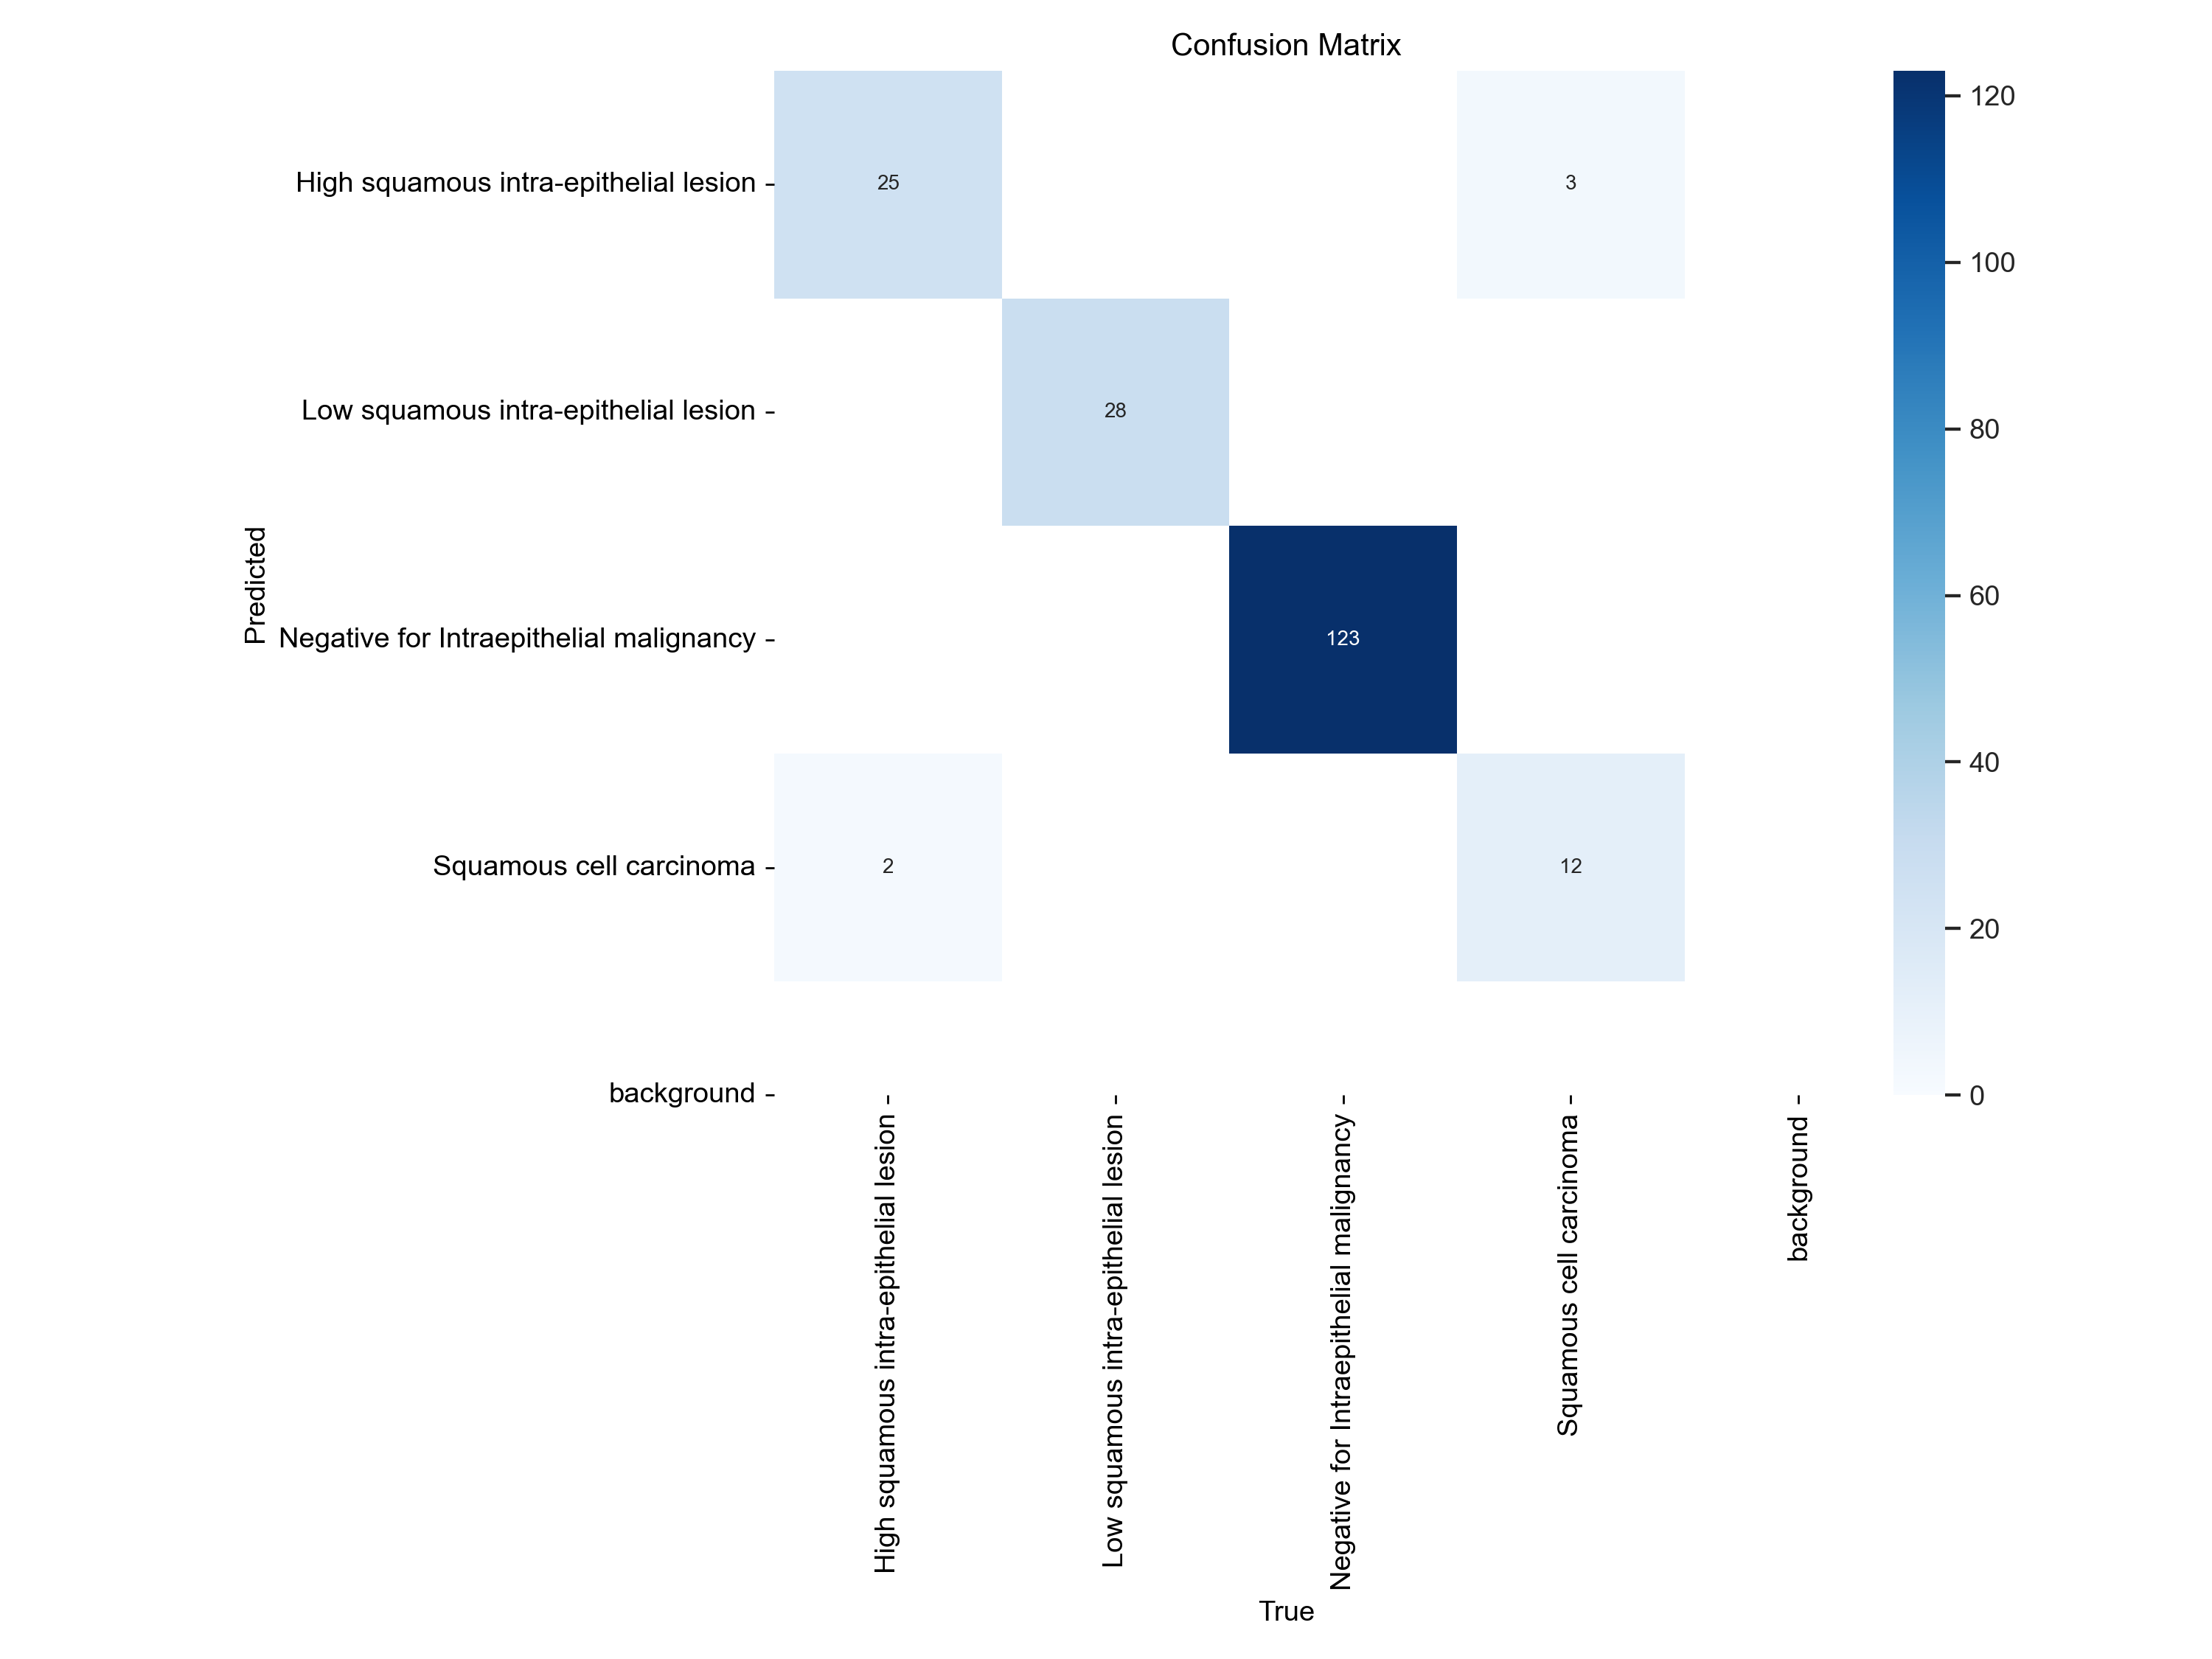 Confusion Matrix
Predicted
High squamous intra-epithelial lesion
25
3
Low squamous intra-epithelial lesion
28
Negative for Intraepithelial malignancy
123
Squamous cell carcinoma
2
12
background
High squamous intra-epithelial lesion
Low squamous intra-epithelial lesion
Negative for Intraepithelial malignancy
Squamous cell carcinoma
background
True
120
100
80
60
40
20
0